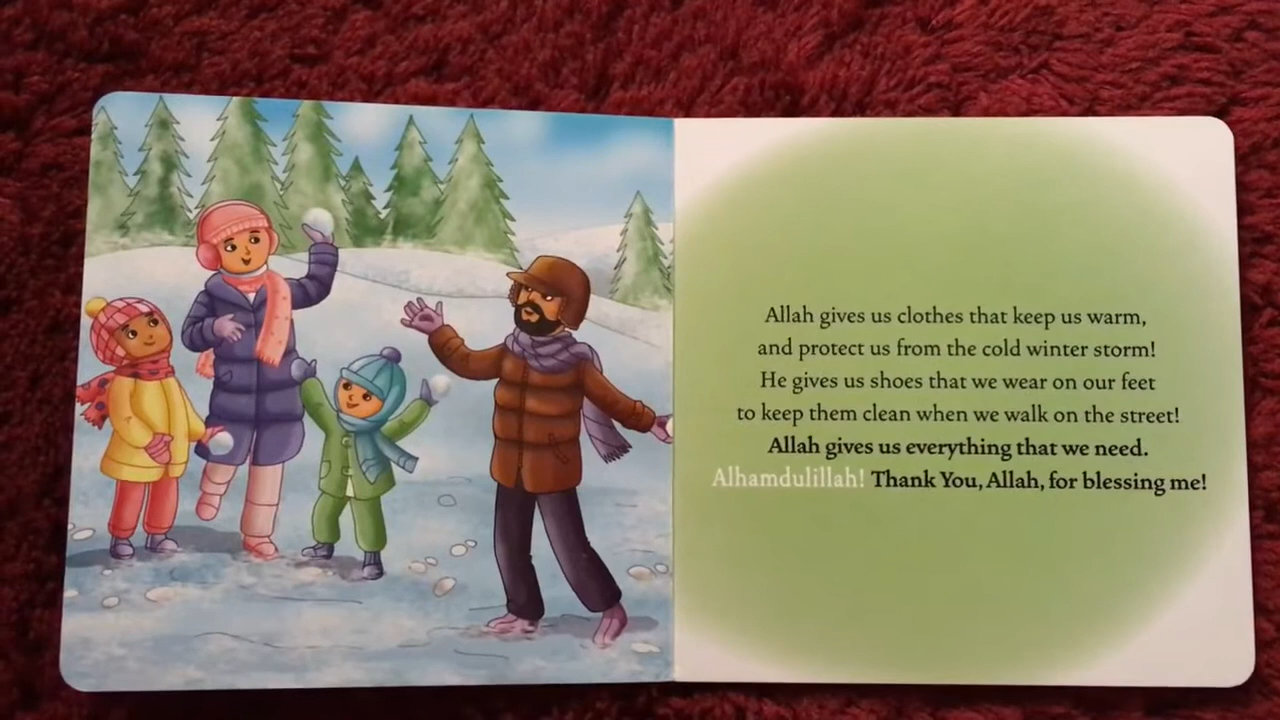 Allah gives us clothes that keep us warm,
and protect us from the cold winter storm!
He gives us shoes that we wear on our feet
to keep them clean when we walk on the street!
Allah gives us everything that we need.
Alhamdulillah! Thank You, Allah, for blessing me!